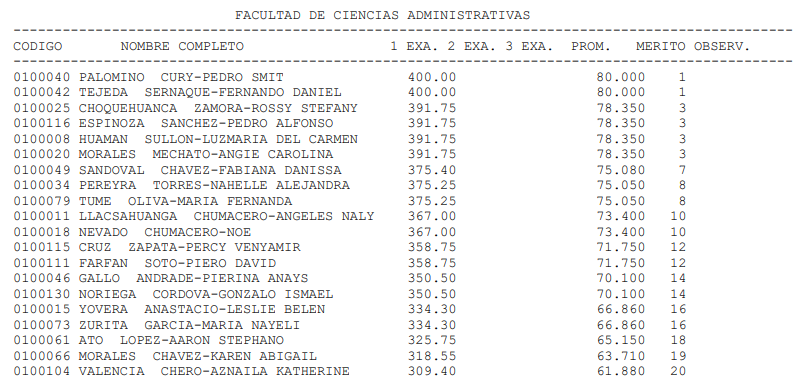 FACULTAD DE CIENCIAS ADMINISTRATIVAS
CODIGO NOMBRE COMPLETO 1 EXA. 2 EXA. 3 EXA. PROM. MERITO OBSERV.
0100040 PALOMINO CURY-PEDRO SMIT 400.00 80.000 1
0100042 TEJEDA SERNAQUE-FERNANDO DANIEL 400.00 80.000 1
0100025 CHOQUEHUANCA ZAMORA-ROSSY STEFANY 391.75 78.350 3
0100116 ESPINOZA SANCHEZ-PEDRO ALFONSO 391.75 78.350 3
0100008 HUAMAN SULLON-LUZMARIA DEL CARMEN 391.75 78.350 3
0100020 MORALES MECHATO-ANGIE CAROLINA 391.75 78.350 3
0100049 SANDOVAL CHAVEZ-FABIANA DANISSA 375.40 75.080 7
0100034 PEREYRA TORRES-NAHELLE ALEJANDRA 375.25 75.050 8
0100079 TUME OLIVA-MARIA FERNANDA 375.25 75.050 8
0100011 LLACSAHUANGA CHUMACERO-ANGELES NALY 367.00 73.400 10
0100018 NEVADO CHUMACERO-NOE 367.00 73.400 10
0100115 CRUZ ZAPATA-PERCY VENYAMIR 358.75 71.750 12
0100111 FARFAN SOTO-PIERO DAVID 358.75 71.750 12
0100046 GALLO ANDRADE-PIERINA ANAYS 350.50 70.100 14
0100130 NORIEGA CORDOVA-GONZALO ISMAEL 350.50 70.100 14
0100015 YOVERA ANASTACIO-LESLIE BELEN 334.30 66.860 16
0100073 ZURITA GARCIA-MARIA NAYELI 334.30 66.860 16
0100061 ATO LOPEZ-AARON STEPHANO 325.75 65.150 18
0100066 MORALES CHAVEZ-KAREN ABIGAIL 318.55 63.710 19
0100104 VALENCIA CHERO-AZNAILA KATHERINE 309.40 61.880 20